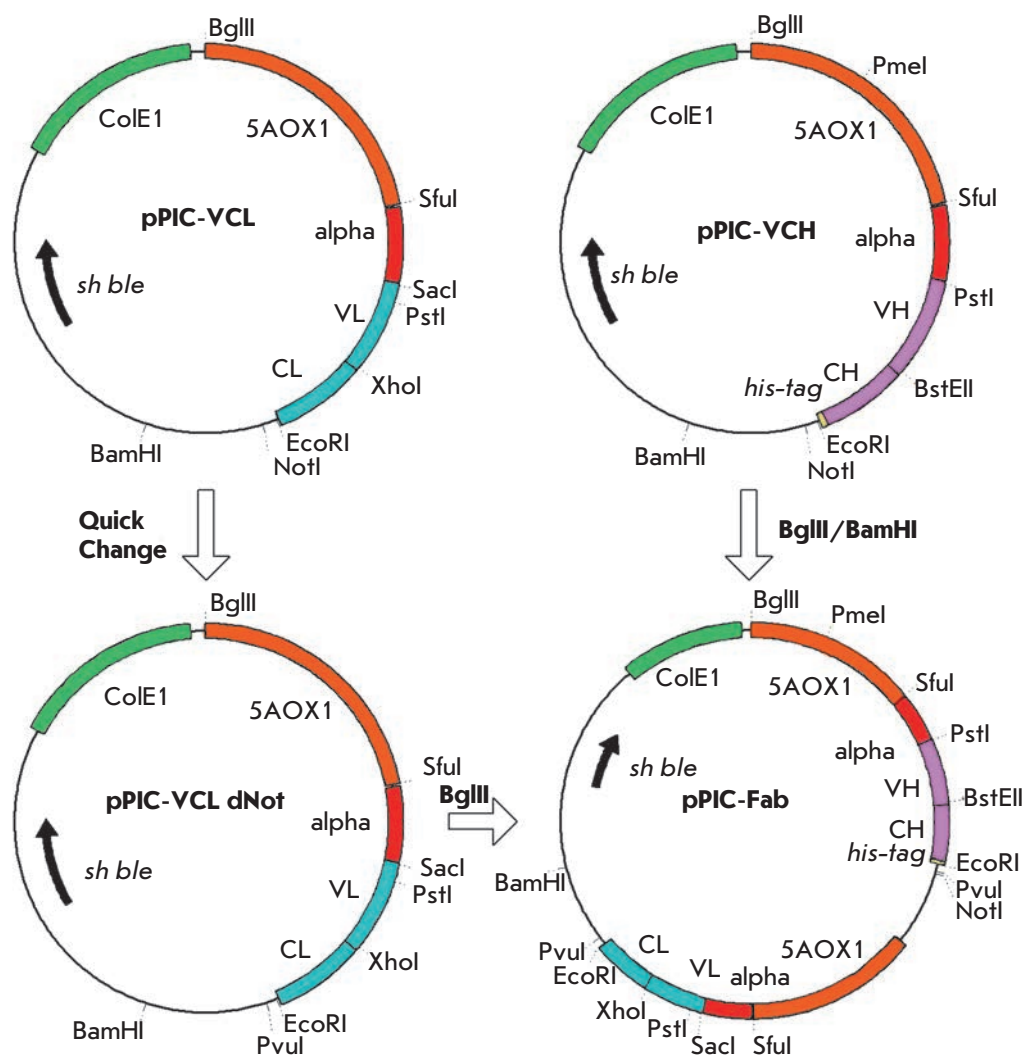 BglII
ColE1
5AOX1
SfuI
pPIC-VCL
alpha
sh ble
SacI
VL
PstI
CL
XhoI
EcoRI
BamHI
NotI
BglII
PmeI
ColE1
5AOX1
SfuI
pPIC-VCH
alpha
sh ble
PstI
VH
CH
his-tag
BstEII
EcoRI
BamHI
NotI
Quick
Change
BglII/BamHI
BglII
ColE1
5AOX1
SfuI
pPIC-VCL dNot
alpha
sh ble
SacI
VL
PstI
CL
XhoI
EcoRI
BamHI
PvuI
BglII
BglII
PmeI
ColE1
5AOX1
SfuI
PstI
alpha
sh ble
VH
pPIC-Fab
BstEII
CH
his-tag
EcoRI
PvuI
NotI
BamHI
5AOX1
PvuI
CL
EcoRI
VL
alpha
XhoI
PstI
SacI
SfuI